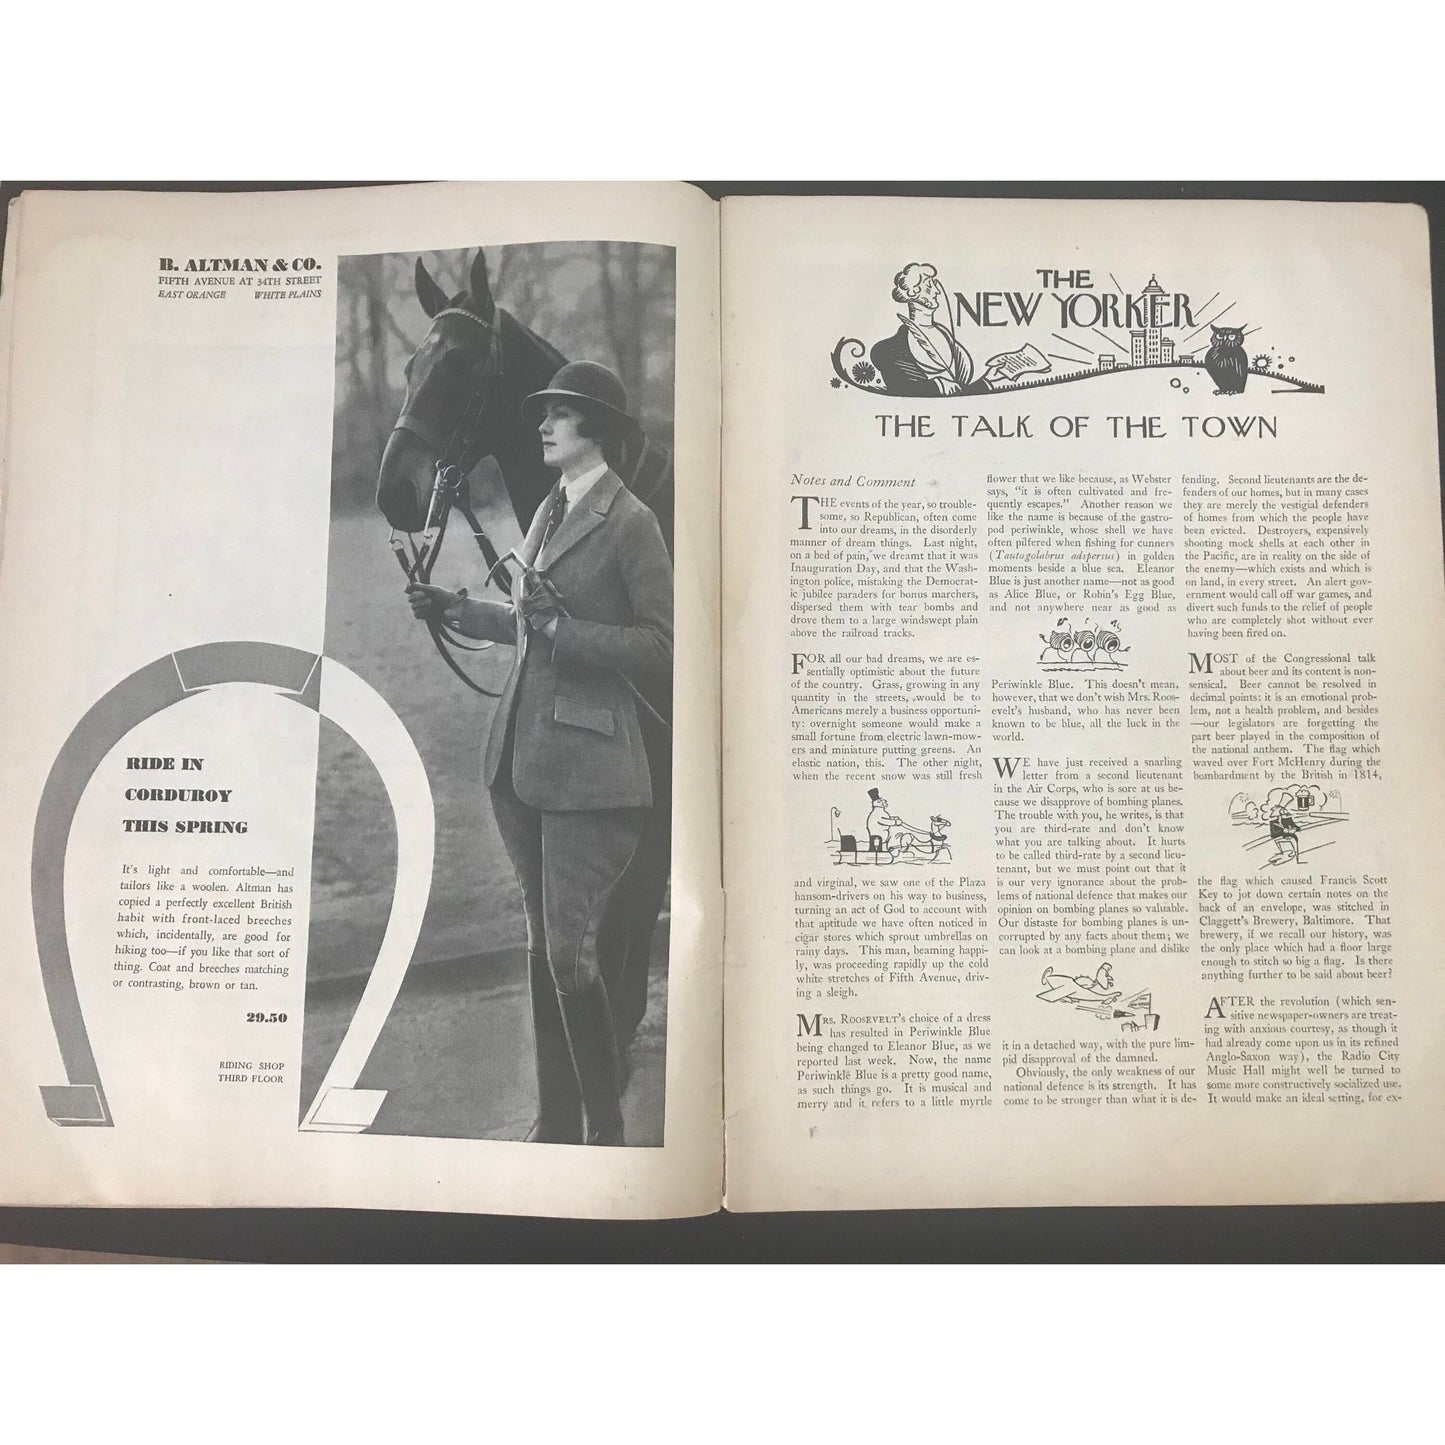 B. ALTMAN & CO.
FIFTH AVENUE AT 34TH STREET
EAST ORANGE WHITE PLAINS
RIDE IN
CORDUROY
THIS SPRING
It's light and comfortable—and
tailors like a woolen. Altman has
copied a perfectly excellent British
habit with front-laced breeches
which, incidentally, are good for
hiking too—if you like that sort of
thing. Coat and breeches matching
or contrasting, brown or tan.
29.50
RIDING SHOP
THIRD FLOOR
THE
NEW YORKER
THE TALK OF THE TOWN
Notes and Comment
THE events of the year, so trouble-
some, so Republican, often come
into our dreams, in the disorderly
manner of dream things. Last night,
on a bed of pain, we dreamt that it was
Inauguration Day, and that the Wash-
ington police, mistaking the Democrat-
ic jubilee paraders for bonus marchers,
dispersed them with tear bombs and
drove them to a large windswept plain
above the railroad tracks.
FOR all our bad dreams, we are es-
sentially optimistic about the future
of the country. Grass, growing in any
quantity in the streets, would be to
Americans merely a business opportuni-
ty: overnight someone would make a
small fortune from electric lawn-mow-
ers and miniature putting greens. An
elastic nation, this. The other night,
when the recent snow was still fresh
and virginal, we saw one of the Plaza
hansom-drivers on his way to business,
turning an act of God to account with
that aptitude we have often noticed in
cigar stores which sprout umbrellas on
rainy days. This man, beaming happi-
ly, was proceeding rapidly up the cold
white stretches of Fifth Avenue, driv-
ing a sleigh.
MRS. ROOSEVELT'S choice of a dress
has resulted in Periwinkle Blue
being changed to Eleanor Blue, as we
reported last week. Now, the name
Periwinkle Blue is a pretty good name,
as such things go. It is musical and
merry and it refers to a little myrtle
flower that we like because, as Webster
says, "it is often cultivated and fre-
quently escapes." Another reason we
like the name is because of the gastro-
pod periwinkle, whose shell we have
often pilfered when fishing for cunners
(Tautogolabrus adspersus) in golden
moments beside a blue sea. Eleanor
Blue is just another name—not as good
as Alice Blue, or Robin's Egg Blue,
and not anywhere near as good as
Periwinkle Blue. This doesn't mean,
however, that we don't wish Mrs. Roos-
evelt's husband, who has never been
known to be blue, all the luck in the
world.
WE have just received a snarling
letter from a second lieutenant
in the Air Corps, who is sore at us be-
cause we disapprove of bombing planes.
The trouble with you, he writes, is that
you are third-rate and don't know
what you are talking about. It hurts
to be called third-rate by a second lieu-
tenant, but we must point out that it
is our very ignorance about the prob-
lems of national defence that makes our
opinion on bombing planes so valuable.
Our distaste for bombing planes is un-
corrupted by any facts about them; we
can look at a bombing plane and dislike
it in a detached way, with the pure lim-
pid disapproval of the damned.
Obviously, the only weakness of our
national defence is its strength. It has
come to be stronger than what it is de-
fending. Second lieutenants are the de-
fenders of our homes, but in many cases
they are merely the vestigial defenders
of homes from which the people have
been evicted. Destroyers, expensively
shooting mock shells at each other in
the Pacific, are in reality on the side of
the enemy—which exists and which is
on land, in every street. An alert gov-
ernment would call off war games, and
divert such funds to the relief of people
who are completely shot without ever
having been fired on.
MOST of the Congressional talk
about beer and its content is non-
sensical. Beer cannot be resolved in
decimal points: it is an emotional prob-
lem, not a health problem, and besides
—our legislators are forgetting the
part beer played in the composition of
the national anthem. The flag which
waved over Fort McHenry during the
bombardment by the British in 1814,
the flag which caused Francis Scott
Key to jot down certain notes on the
back of an envelope, was stitched in
Claggett's Brewery, Baltimore. That
brewery, if we recall our history, was
the only place which had a floor large
enough to stitch so big a flag. Is there
anything further to be said about beer?
AFTER the revolution (which sen-
sitive newspaper-owners are treat-
ing with anxious courtesy, as though it
had already come upon us in its refined
Anglo-Saxon way), the Radio City
Music Hall might well be turned to
some more constructively socialized use.
It would make an ideal setting, for ex-